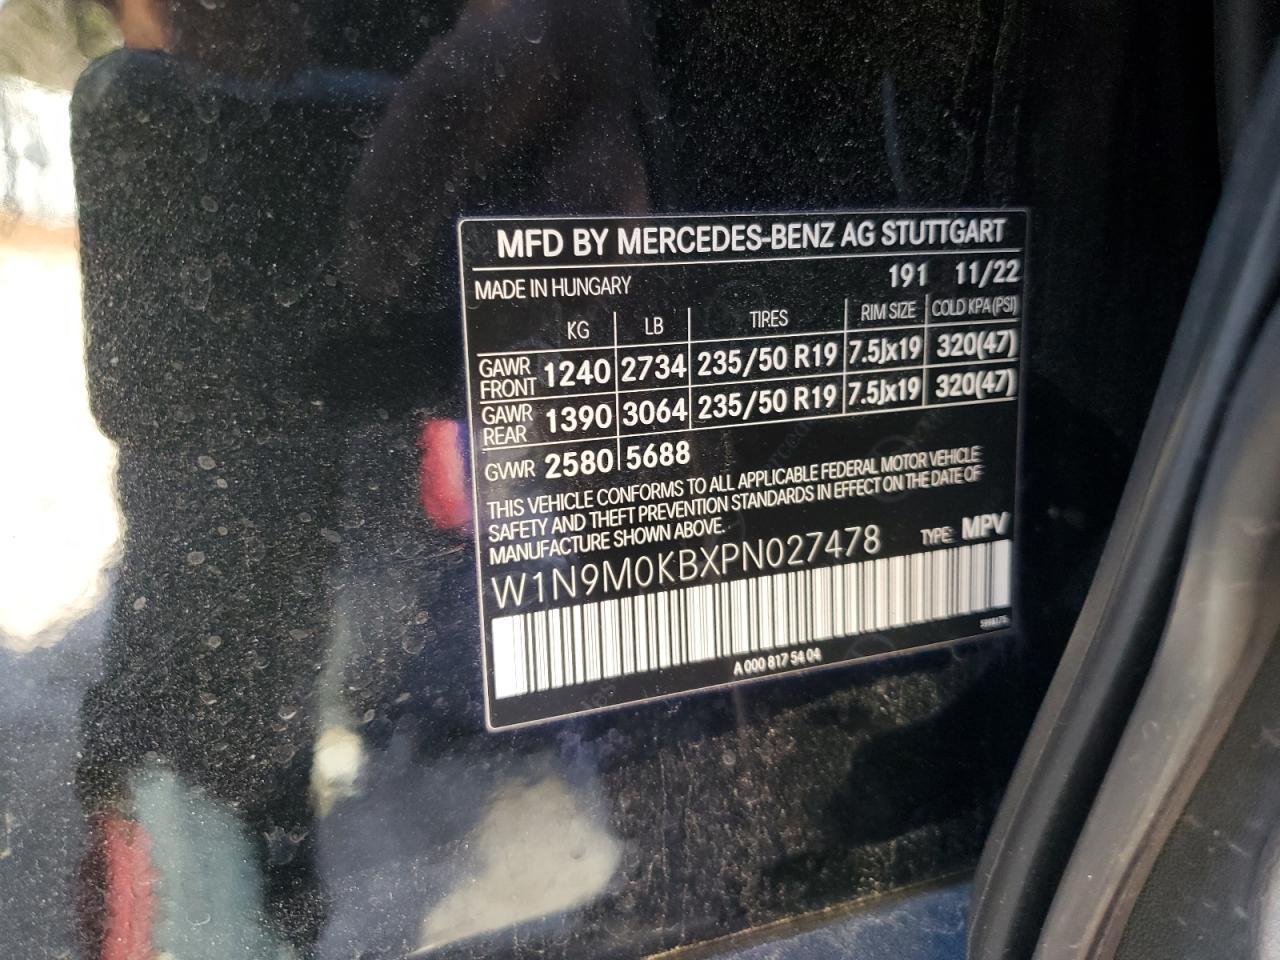 MFD BY MERCEDES-BENZ AG STUTTGART
MADE IN HUNGARY 191 11/22
KG LB TIRES RIM SIZE COLD KPA(PSI)
GAWR FRONT 1240 2734 235/50 R19 7.5Jx19 320(47)
GAWR REAR 1390 3064 235/50 R19 7.5Jx19 320(47)
GVWR 2580 5688
THIS VEHICLE CONFORMS TO ALL APPLICABLE FEDERAL MOTOR VEHICLE
SAFETY AND THEFT PREVENTION STANDARDS IN EFFECT ON THE DATE OF
MANUFACTURE SHOWN ABOVE.
W1N9M0KBXPN027478 TYPE: MPV
A 000 817 54 04